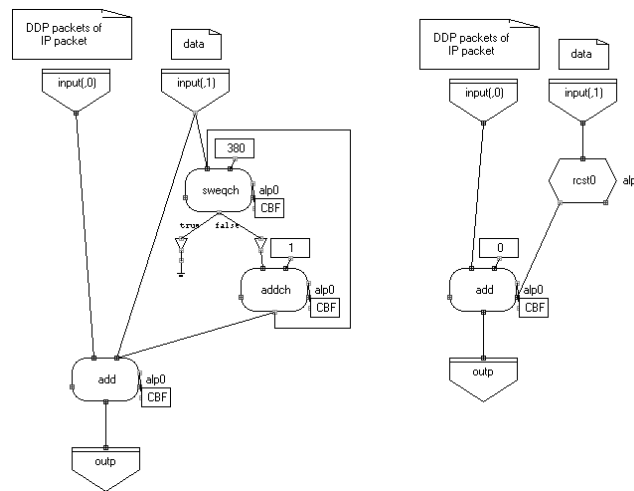 DDP packets of
IP packet
data
input(,0)
input(,1)
380
sweqch
alp0
CBF
true
false
1
addch
alp0
CBF
add
alp0
CBF
outp
DDP packets of
IP packet
data
input(,0)
input(,1)
rcst0
alp
0
add
alp0
CBF
outp